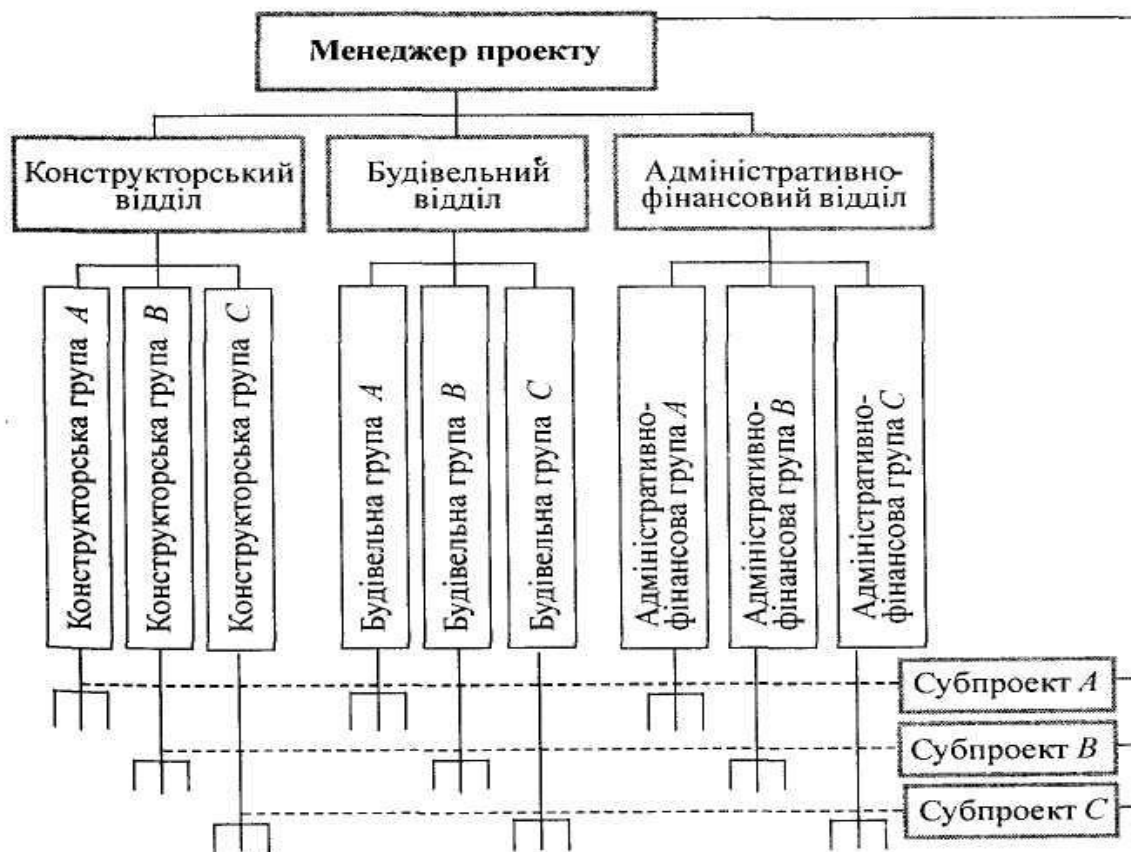 Менеджер проекту
Конструкторський
відділ
Будівельний
відділ
Адміністративно-
фінансовий відділ
Конструкторська група A
Конструкторська група B
Конструкторська група C
Будівельна група A
Будівельна група B
Будівельна група C
Адміністративно-
фінансова група A
Адміністративно-
фінансова група B
Адміністративно-
фінансова група C
Субпроект A
Субпроект B
Субпроект C